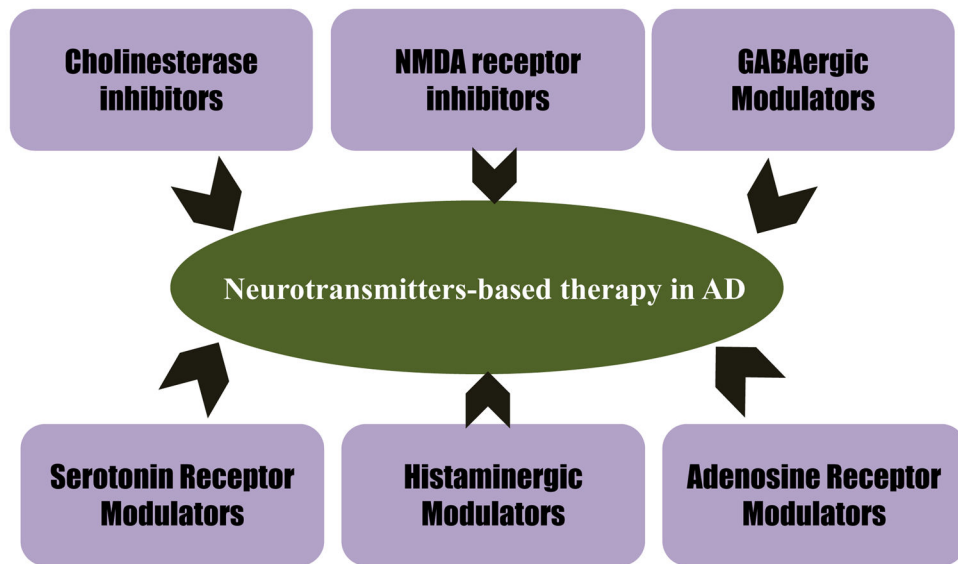 Cholinesterase
inhibitors
NMDA receptor
inhibitors
GABAergic
Modulators
Neurotransmitters-based therapy in AD
Serotonin Receptor
Modulators
Histaminergic
Modulators
Adenosine Receptor
Modulators